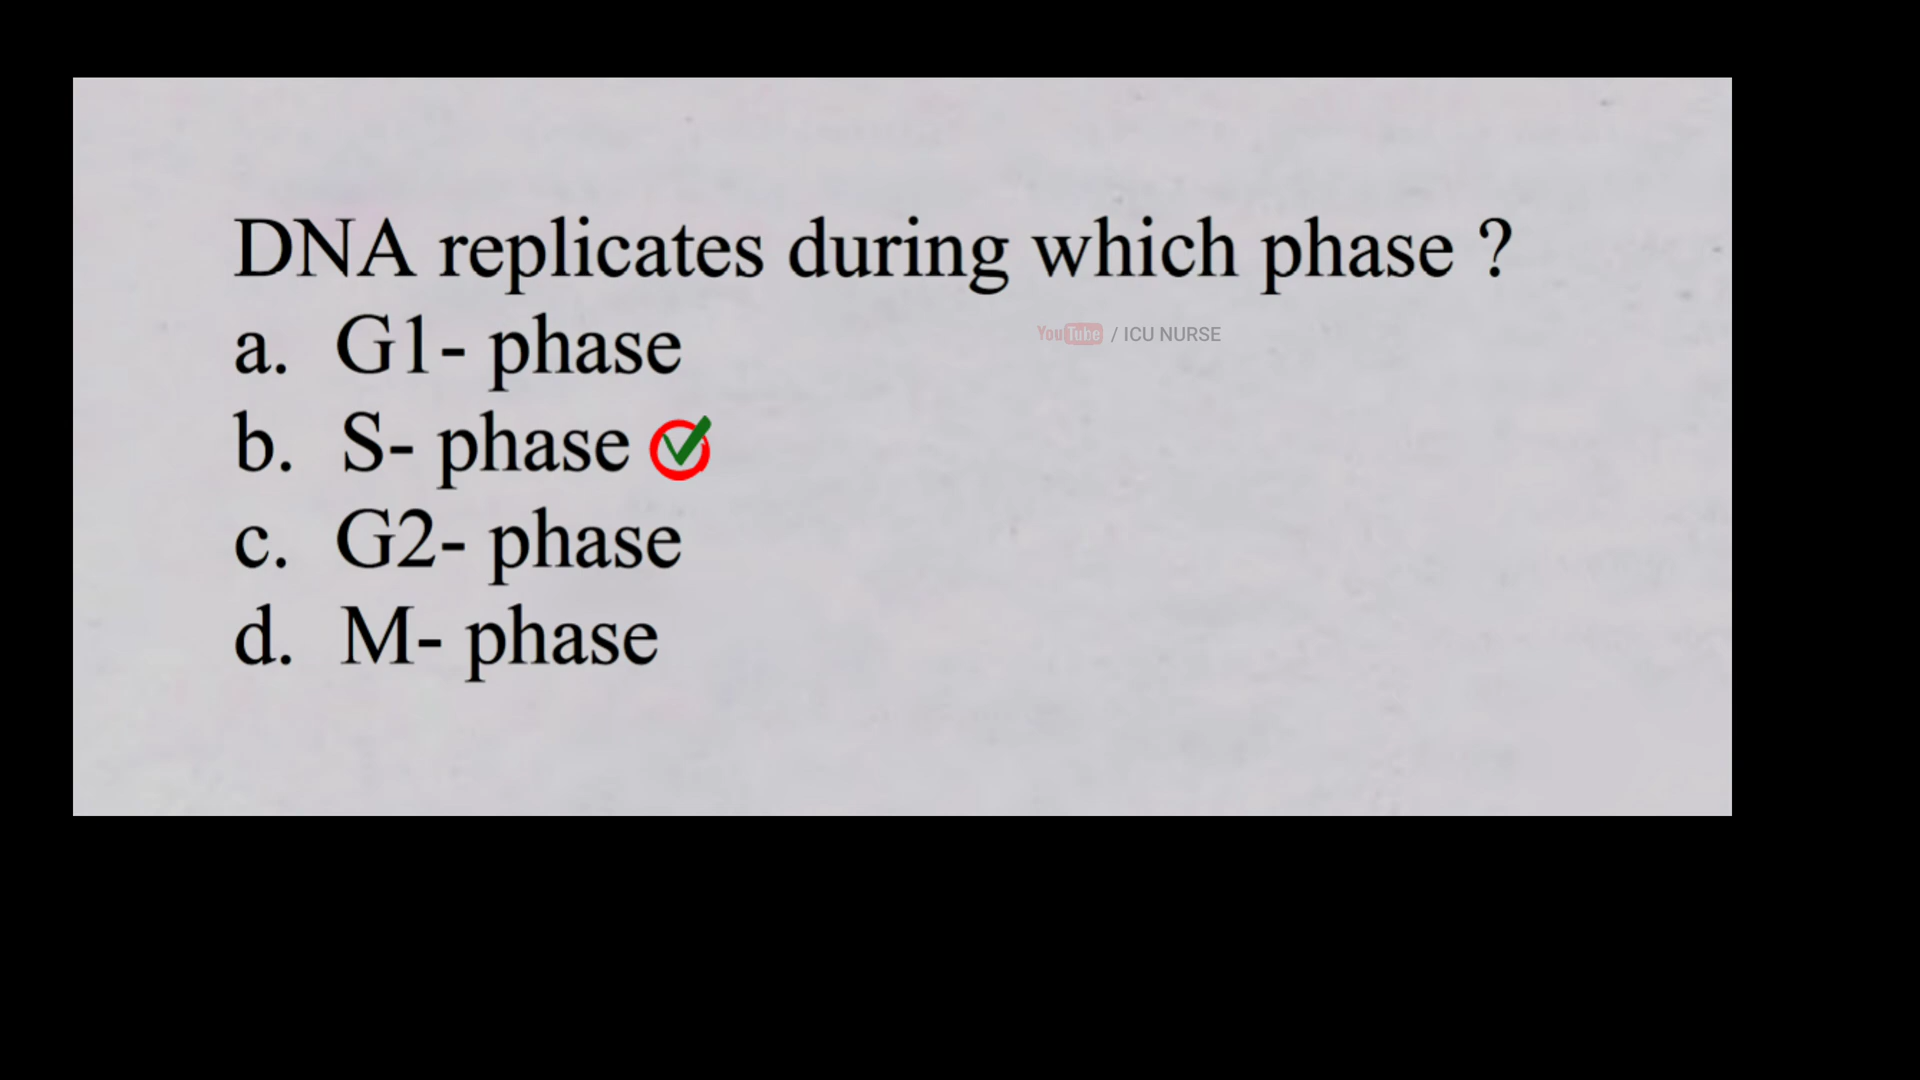 DNA replicates during which phase ?
a. G1- phase
YouTube / ICU NURSE
b. S- phase
c. G2- phase
d. M- phase